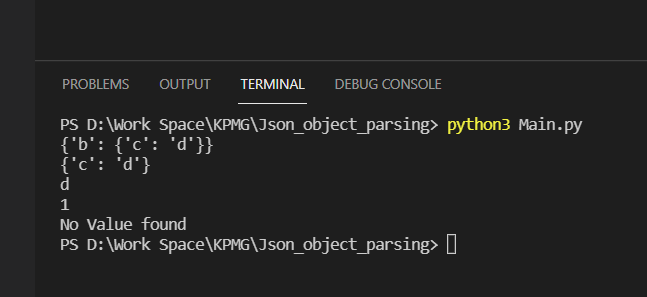 PROBLEMS OUTPUT TERMINAL DEBUG CONSOLE
PS D:\Work Space\KPMG\Json_object_parsing> python3 Main.py
{'b': {'c': 'd'}}
{'c': 'd'}
d
1
No Value found
PS D:\Work Space\KPMG\Json_object_parsing>